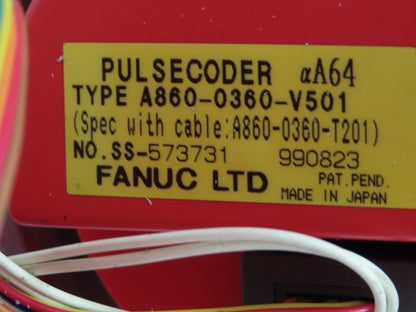 PULSECODER αA64
TYPE A860-0360-V501
(Spec with cable:A860-0360-T201)
NO.SS-573731 990823
FANUC LTD PAT.PEND.
MADE IN JAPAN